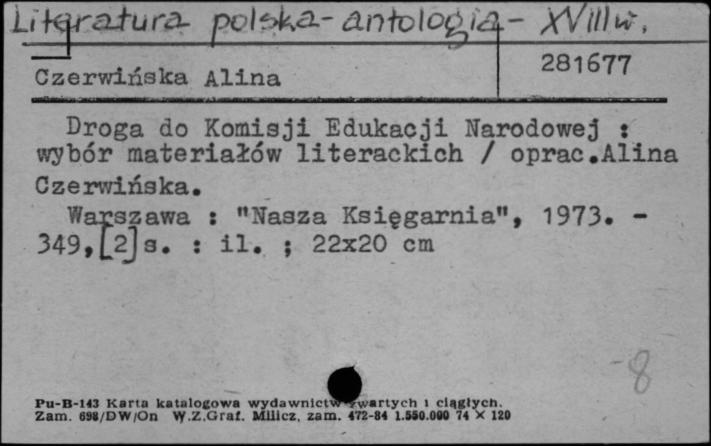 Literatura polska - antologia - XVIII w.
281677
Czerwińska Alina
Droga do Komisji Edukacji Narodowej :
wybór materiałów literackich / oprac.Alina
Czerwińska.
Warszawa : "Nasza Księgarnia", 1973. -
349,[2]s. : il. ; 22x20 cm
-8
Pu-B-143 Karta katalogowa wydawnictw zwartych i ciągłych.
Zam. 698/DW/On W.Z.Graf. Milicz, zam. 472-84 1.550.000 74 × 120